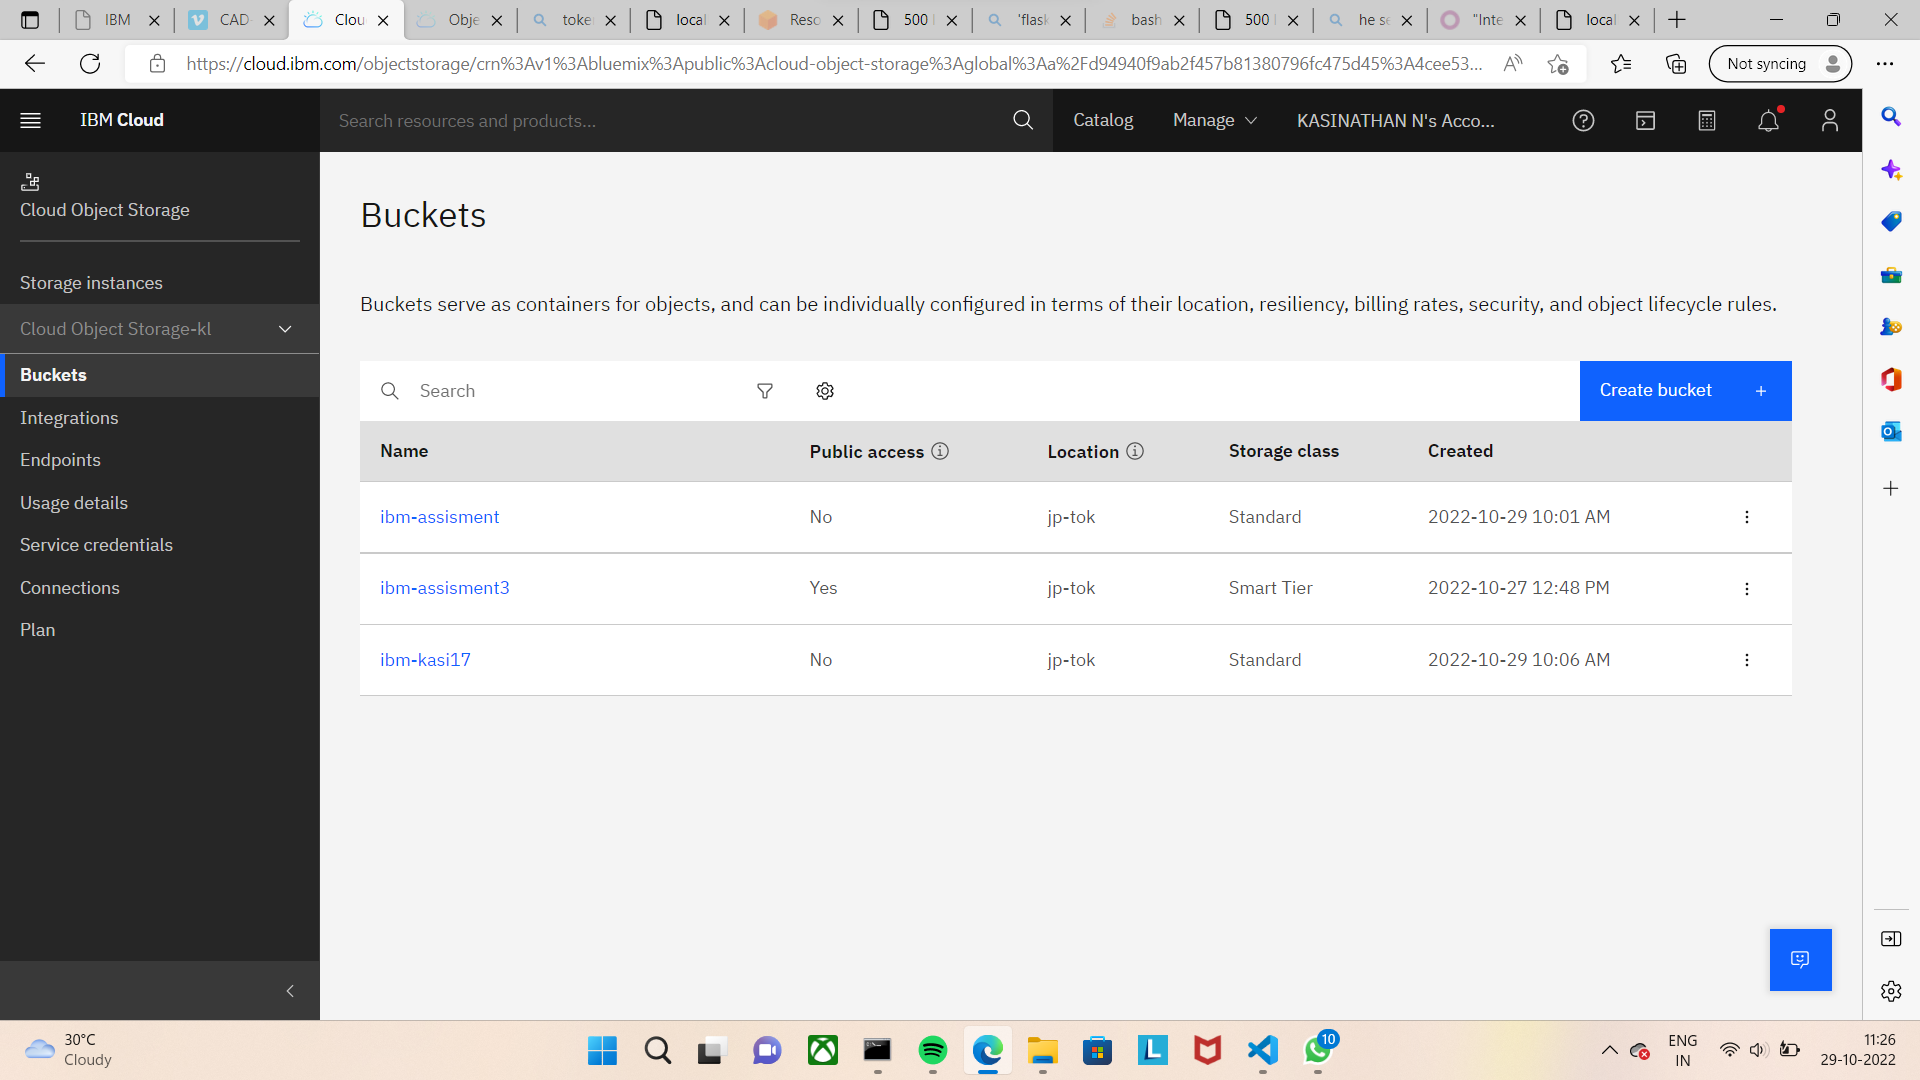 IBM
CAD-
Clou
Obje
toke
local
Reso
500
'flask
bash
500
he se
"Inte
local
https://cloud.ibm.com/objectstorage/crn%3Av1%3Abluemix%3Apublic%3Acloud-object-storage%3Aglobal%3Aa%2Fd94940f9ab2f457b81380796fc475d45%3A4cee53...
Not syncing
IBM Cloud
Search resources and products...
Catalog
Manage
KASINATHAN N's Acco...
Cloud Object Storage
Storage instances
Cloud Object Storage-kl
Buckets
Integrations
Endpoints
Usage details
Service credentials
Connections
Plan
Buckets
Buckets serve as containers for objects, and can be individually configured in terms of their location, resiliency, billing rates, security, and object lifecycle rules.
Search
Create bucket +
Name Public access Location Storage class Created
ibm-assisment No jp-tok Standard 2022-10-29 10:01 AM
ibm-assisment3 Yes jp-tok Smart Tier 2022-10-27 12:48 PM
ibm-kasi17 No jp-tok Standard 2022-10-29 10:06 AM
30°C
Cloudy
10
ENG
IN
11:26
29-10-2022